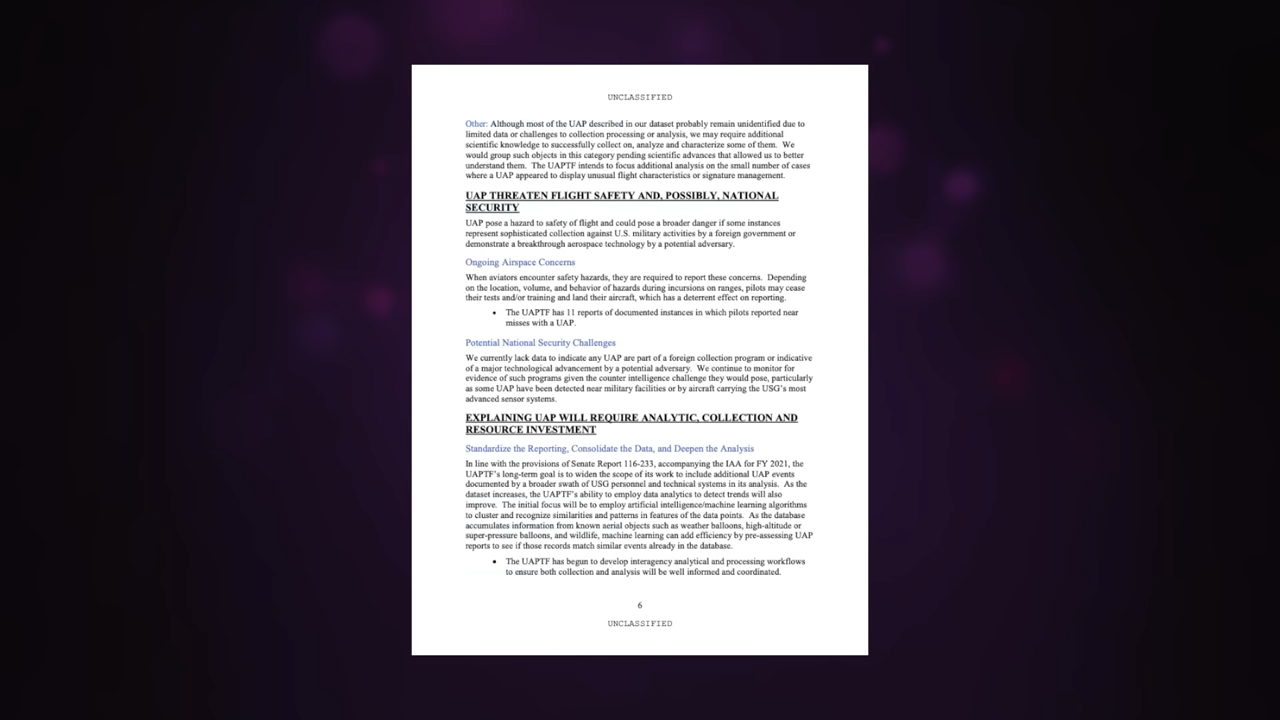 UNCLASSIFIED
Other: Although most of the UAP described in our dataset probably remain unidentified due to
limited data or challenges to collection processing or analysis, we may require additional
scientific knowledge to successfully collect on, analyze and characterize some of them. We
would group such objects in this category pending scientific advances that allowed us to better
understand them. The UAPTF intends to focus additional analysis on the small number of cases
where a UAP appeared to display unusual flight characteristics or signature management.
UAP THREATEN FLIGHT SAFETY AND, POSSIBLY, NATIONAL
SECURITY
UAP pose a hazard to safety of flight and could pose a broader danger if some instances
represent sophisticated collection against U.S. military activities by a foreign government or
demonstrate a breakthrough aerospace technology by a potential adversary.
Ongoing Airspace Concerns
When aviators encounter safety hazards, they are required to report these concerns. Depending
on the location, volume, and behavior of hazards during incursions on ranges, pilots may cease
their tests and/or training and land their aircraft, which has a deterrent effect on reporting.
• The UAPTF has 11 reports of documented instances in which pilots reported near
misses with a UAP.
Potential National Security Challenges
We currently lack data to indicate any UAP are part of a foreign collection program or indicative
of a major technological advancement by a potential adversary. We continue to monitor for
evidence of such programs given the counter intelligence challenge they would pose, particularly
as some UAP have been detected near military facilities or by aircraft carrying the USG's most
advanced sensor systems.
EXPLAINING UAP WILL REQUIRE ANALYTIC, COLLECTION AND
RESOURCE INVESTMENT
Standardize the Reporting, Consolidate the Data, and Deepen the Analysis
In line with the provisions of Senate Report 116-233, accompanying the IAA for FY 2021, the
UAPTF's long-term goal is to widen the scope of its work to include additional UAP events
documented by a broader swath of USG personnel and technical systems in its analysis. As the
dataset increases, the UAPTF's ability to employ data analytics to detect trends will also
improve. The initial focus will be to employ artificial intelligence/machine learning algorithms
to cluster and recognize similarities and patterns in features of the data points. As the database
accumulates information from known aerial objects such as weather balloons, high-altitude or
super-pressure balloons, and wildlife, machine learning can add efficiency by pre-assessing UAP
reports to see if those records match similar events already in the database.
• The UAPTF has begun to develop interagency analytical and processing workflows
to ensure both collection and analysis will be well informed and coordinated.
6
UNCLASSIFIED